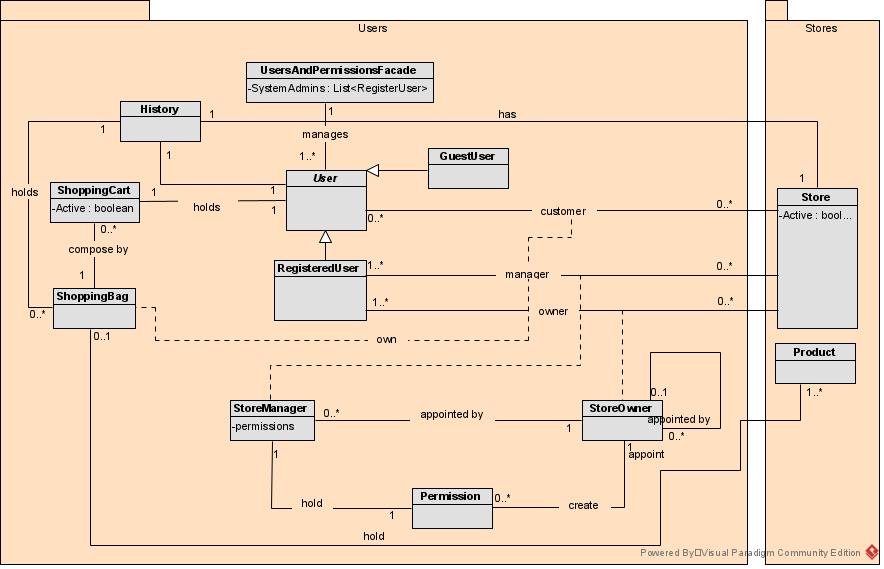 Users
Stores
UsersAndPermissionsFacade
-SystemAdmins : List<RegisterUser>
History
1
1
1
has
1
manages
1
1..*
GuestUser
holds
ShoppingCart
-Active : boolean
1
holds
1
1
User
0..*
customer
0..*
1
Store
-Active : bool...
0..*
compose by
1
RegisteredUser
1..*
manager
0..*
1..*
owner
0..*
ShoppingBag
0..*
0..1
own
Product
1..*
StoreManager
-permissions
0..*
appointed by
1
StoreOwner
0..1
appointed by
0..*
1
appoint
1
hold
1
Permission
0..*
create
hold
Powered By Visual Paradigm Community Edition